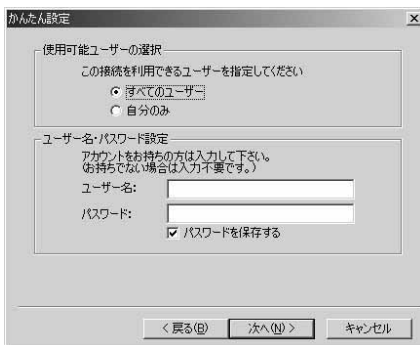 かんたん設定
使用可能ユーザーの選択
この接続を利用できるユーザーを指定してください
すべてのユーザー
自分のみ
ユーザー名・パスワード設定
アカウントをお持ちの方は入力して下さい。
(お持ちでない場合は入力不要です。)
ユーザー名:
パスワード:
パスワードを保存する
< 戻る(B) 次へ(N) > キャンセル